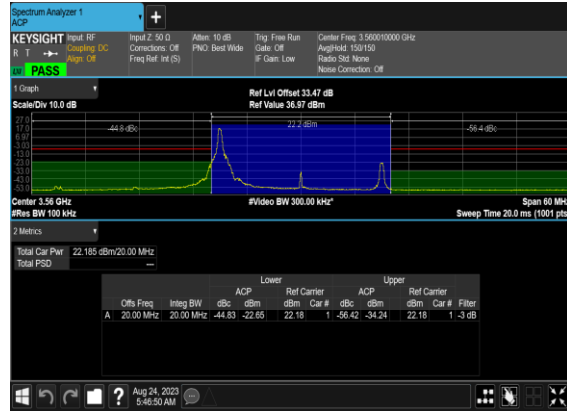 Spectrum Analyzer 1
ACP
+
KEYSIGHT Input: RF Input Z: 50 Ω Atten: 10 dB Trig: Free Run Center Freq: 3.560010000 GHz
R T Coupling: DC Corrections: Off PNO: Best Wide Gate: Off Avg|Hold: 150/150
Align: Off Freq Ref: Int (S) IF Gain: Low Radio Std: None
LW PASS Noise Correction: Off
1 Graph
Ref Lvl Offset 33.47 dB
Scale/Div 10.0 dB Ref Value 36.97 dBm
27.0
17.0 -44.8 dBc 22.2 dBm -56.4 dBc
6.97
-3.03
-13.0
-23.0
-33.0
-43.0
-53.0
Center 3.56 GHz #Video BW 300.00 kHz* Span 60 MHz
#Res BW 100 kHz Sweep Time 20.0 ms (1001 pts
2 Metrics
Total Car Pwr 22.185 dBm/20.00 MHz
Total PSD ---
Lower Upper
ACP Ref Carrier ACP Ref Carrier
Offs Freq Integ BW dBc dBm dBm Car # dBc dBm dBm Car # Filter
A 20.00 MHz 20.00 MHz -44.83 -22.65 22.18 1 -56.42 -34.24 22.18 1 -3 dB
? Aug 24, 2023
5:46:50 AM